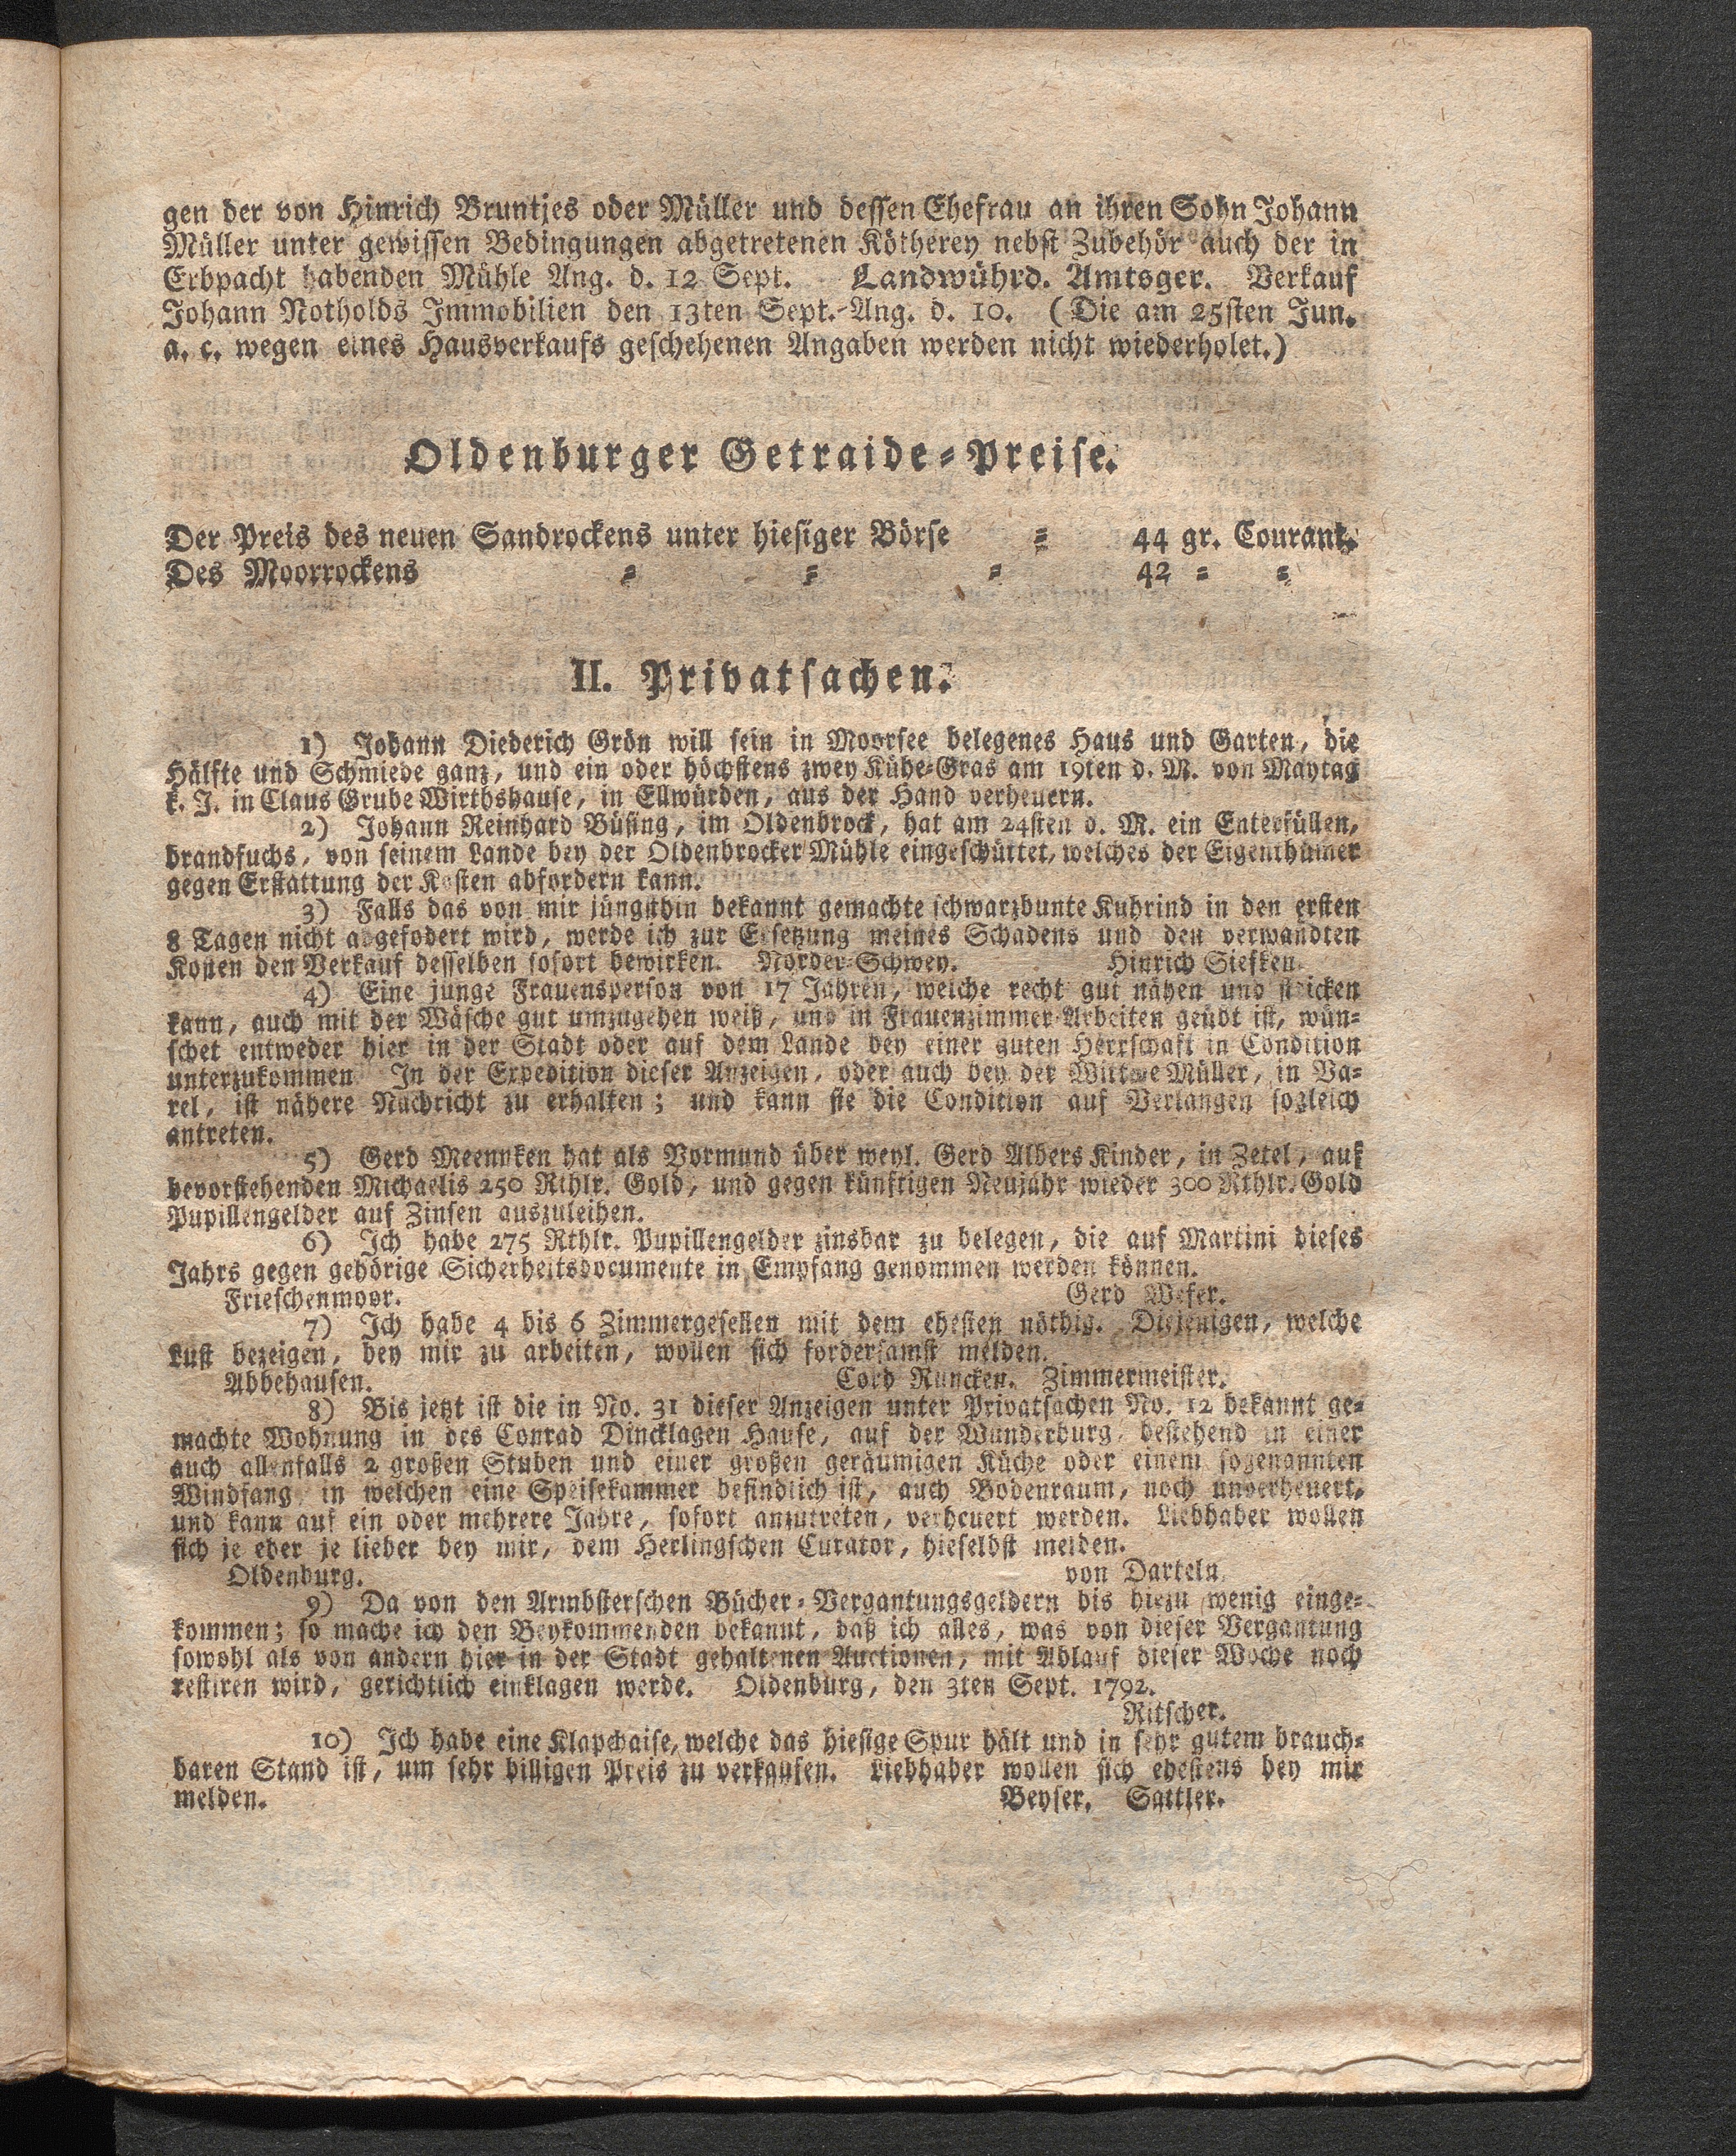 gen der von Hinrich Bruntjes oder Müller und dessen Ehefrau an ihren Sohn Johann
Müller unter gewissen Bedingungen abgetretenen Kötherey nebst Zubehör auch der in
Erbpacht habenden Mühle Ang. d. 12 Sept. Landwührd. Amtsger. Verkauf
Johann Notholds Immobilien den 13ten Sept. Ang. d. 10. (Die am 25sten Jun.
a. c. wegen eines Hausverkaufs geschehenen Angaben werden nicht wiederholet.)
Oldenburger Getraide-Preise.
Der Preis des neuen Sandrockens unter hiesiger Börse = 44 gr. Courant.
Des Moorrockens = = = 42 = =
II. Privatsachen.
1) Johann Diederich Grön will sein in Moorsee belegenes Haus und Garten, die
Hälfte und Schmiede ganz, und ein oder höchstens zwey Kühe-Gras am 19ten d. M. von Maytag
k. J. in Claus Grube Wirthshause, in Ellwürden, aus der Hand verheuern.
2) Johann Reinhard Büsing, im Oldenbrock, hat am 24sten v. M. ein Enterfüllen,
brandfuchs, von seinem Lande bey der Oldenbrocker Mühle eingeschüttet, welches der Eigenthümer
gegen Erstattung der Kosten abfordern kann.
3) Falls das von mir jüngsthin bekannt gemachte schwarzbunte Kuhrind in den ersten
8 Tagen nicht abgefodert wird, werde ich zur Ersetzung meines Schadens und den verwandten
Kosten den Verkauf desselben sofort bewirken. Norder-Schwey. Hinrich Siefken.
4) Eine junge Frauensperson von 17 Jahren, welche recht gut nähen und stricken
kann, auch mit der Wäsche gut umzugehen weiß, und in Frauenzimmer-Arbeiten geübt ist, wün-
schet entweder hier in der Stadt oder auf dem Lande bey einer guten Herrschaft in Condition
unterzukommen. In der Expedition dieser Anzeigen, oder auch bey der Wittwe Müller, in Va-
rel, ist nähere Nachricht zu erhalten; und kann sie die Condition auf Verlangen sogleich
antreten.
5) Gerd Meenken hat als Vormund über weyl. Gerd Albers Kinder, in Zetel, auf
bevorstehenden Michaelis 250 Rthlr. Gold, und gegen künftigen Neujahr wieder 300 Rthlr. Gold
Pupillengelder auf Zinsen auszuleihen.
6) Ich habe 275 Rthlr. Pupillengelder zinsbar zu belegen, die auf Martini dieses
Jahrs gegen gehörige Sicherheitsdocumente in Empfang genommen werden können.
Frieschenmoor. Gerd Wefer.
7) Ich habe 4 bis 6 Zimmergesellen mit dem ehesten nöthig. Diejenigen, welche
Lust bezeigen, bey mir zu arbeiten, wollen sich fordersamst melden.
Abbehausen. Cord Runcken. Zimmermeister.
8) Bis jetzt ist die in No. 31 dieser Anzeigen unter Privatsachen No. 12 bekannt ge-
machte Wohnung in des Conrad Dincklagen Hause, auf der Wunderburg, bestehend in einer
auch allenfalls 2 großen Stuben und einer großen geräumigen Küche oder einem sogenannten
Windfang, in welchen eine Speisekammer befindlich ist, auch Bodenraum, noch unverheuert,
und kann auf ein oder mehrere Jahre, sofort anzutreten, verheuert werden. Liebhaber wollen
sich je eher je lieber bey mir, dem Herlingschen Curator, hieselbst melden.
Oldenburg. von Darteln.
9) Da von den Armbsterschen Bücher-Vergantungsgeldern bis hiezu wenig einge-
kommen; so mache ich den Beykommenden bekannt, daß ich alles, was von dieser Vergantung
sowohl als von andern hier in der Stadt gehaltenen Auctionen, mit Ablauf dieser Woche noch
restiren wird, gerichtlich einklagen werde. Oldenburg, den 3ten Sept. 1792.
Ritscher.
10) Ich habe eine Klapchaise, welche das hiesige Spur hält und in sehr gutem brauch-
baren Stand ist, um sehr billigen Preis zu verkaufen. Liebhaber wollen sich ehestens bey mir
melden. Beyser, Sattler.